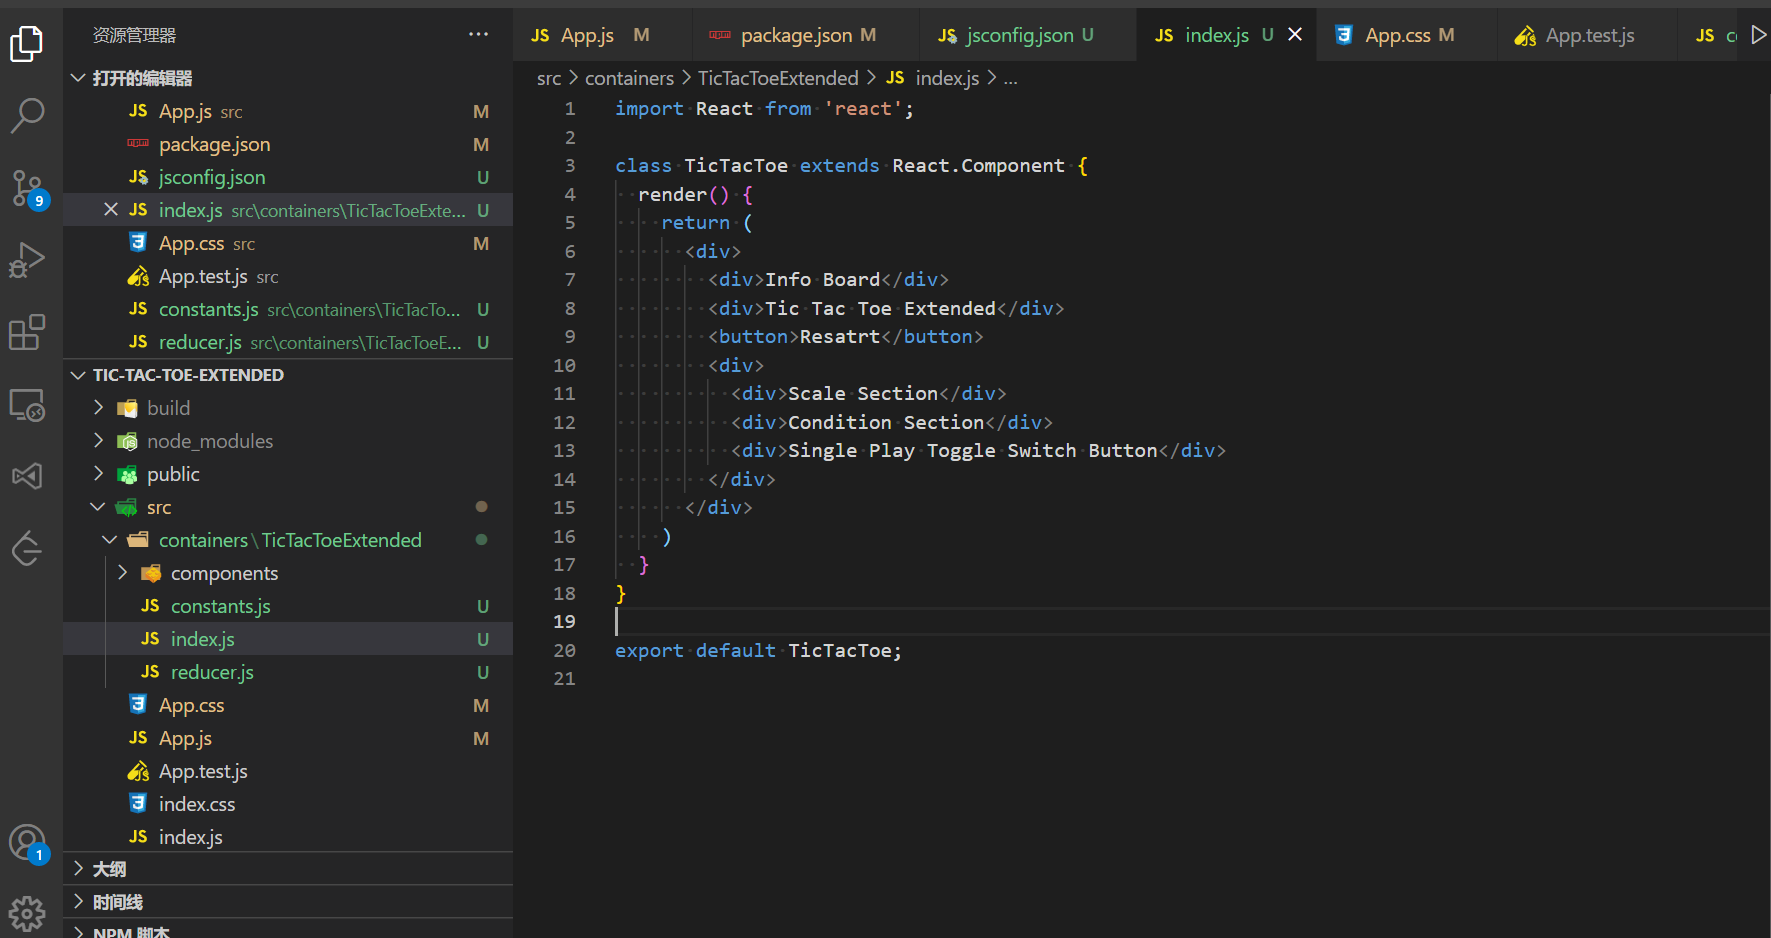 资源管理器 ···
打开的编辑器
JS App.js src M
package.json M
JS jsconfig.json U
JS index.js src\containers\TicTacToeExte... U
App.css src M
App.test.js src
JS constants.js src\containers\TicTacTo... U
JS reducer.js src\containers\TicTacToeE... U
TIC-TAC-TOE-EXTENDED
build
node_modules
public
src
containers\TicTacToeExtended
components
JS constants.js U
JS index.js U
JS reducer.js U
App.css M
JS App.js M
App.test.js
index.css
JS index.js
大纲
时间线
NPM 脚本
9
1
JS App.js M package.json M JS jsconfig.json U JS index.js U App.css M App.test.js JS c
src > containers > TicTacToeExtended > JS index.js > ...
1 import React from 'react';
2
3 class TicTacToe extends React.Component {
4 render() {
5 return (
6 <div>
7 <div>Info Board</div>
8 <div>Tic Tac Toe Extended</div>
9 <button>Resatrt</button>
10 <div>
11 <div>Scale Section</div>
12 <div>Condition Section</div>
13 <div>Single Play Toggle Switch Button</div>
14 </div>
15 </div>
16 )
17 }
18 }
19
20 export default TicTacToe;
21